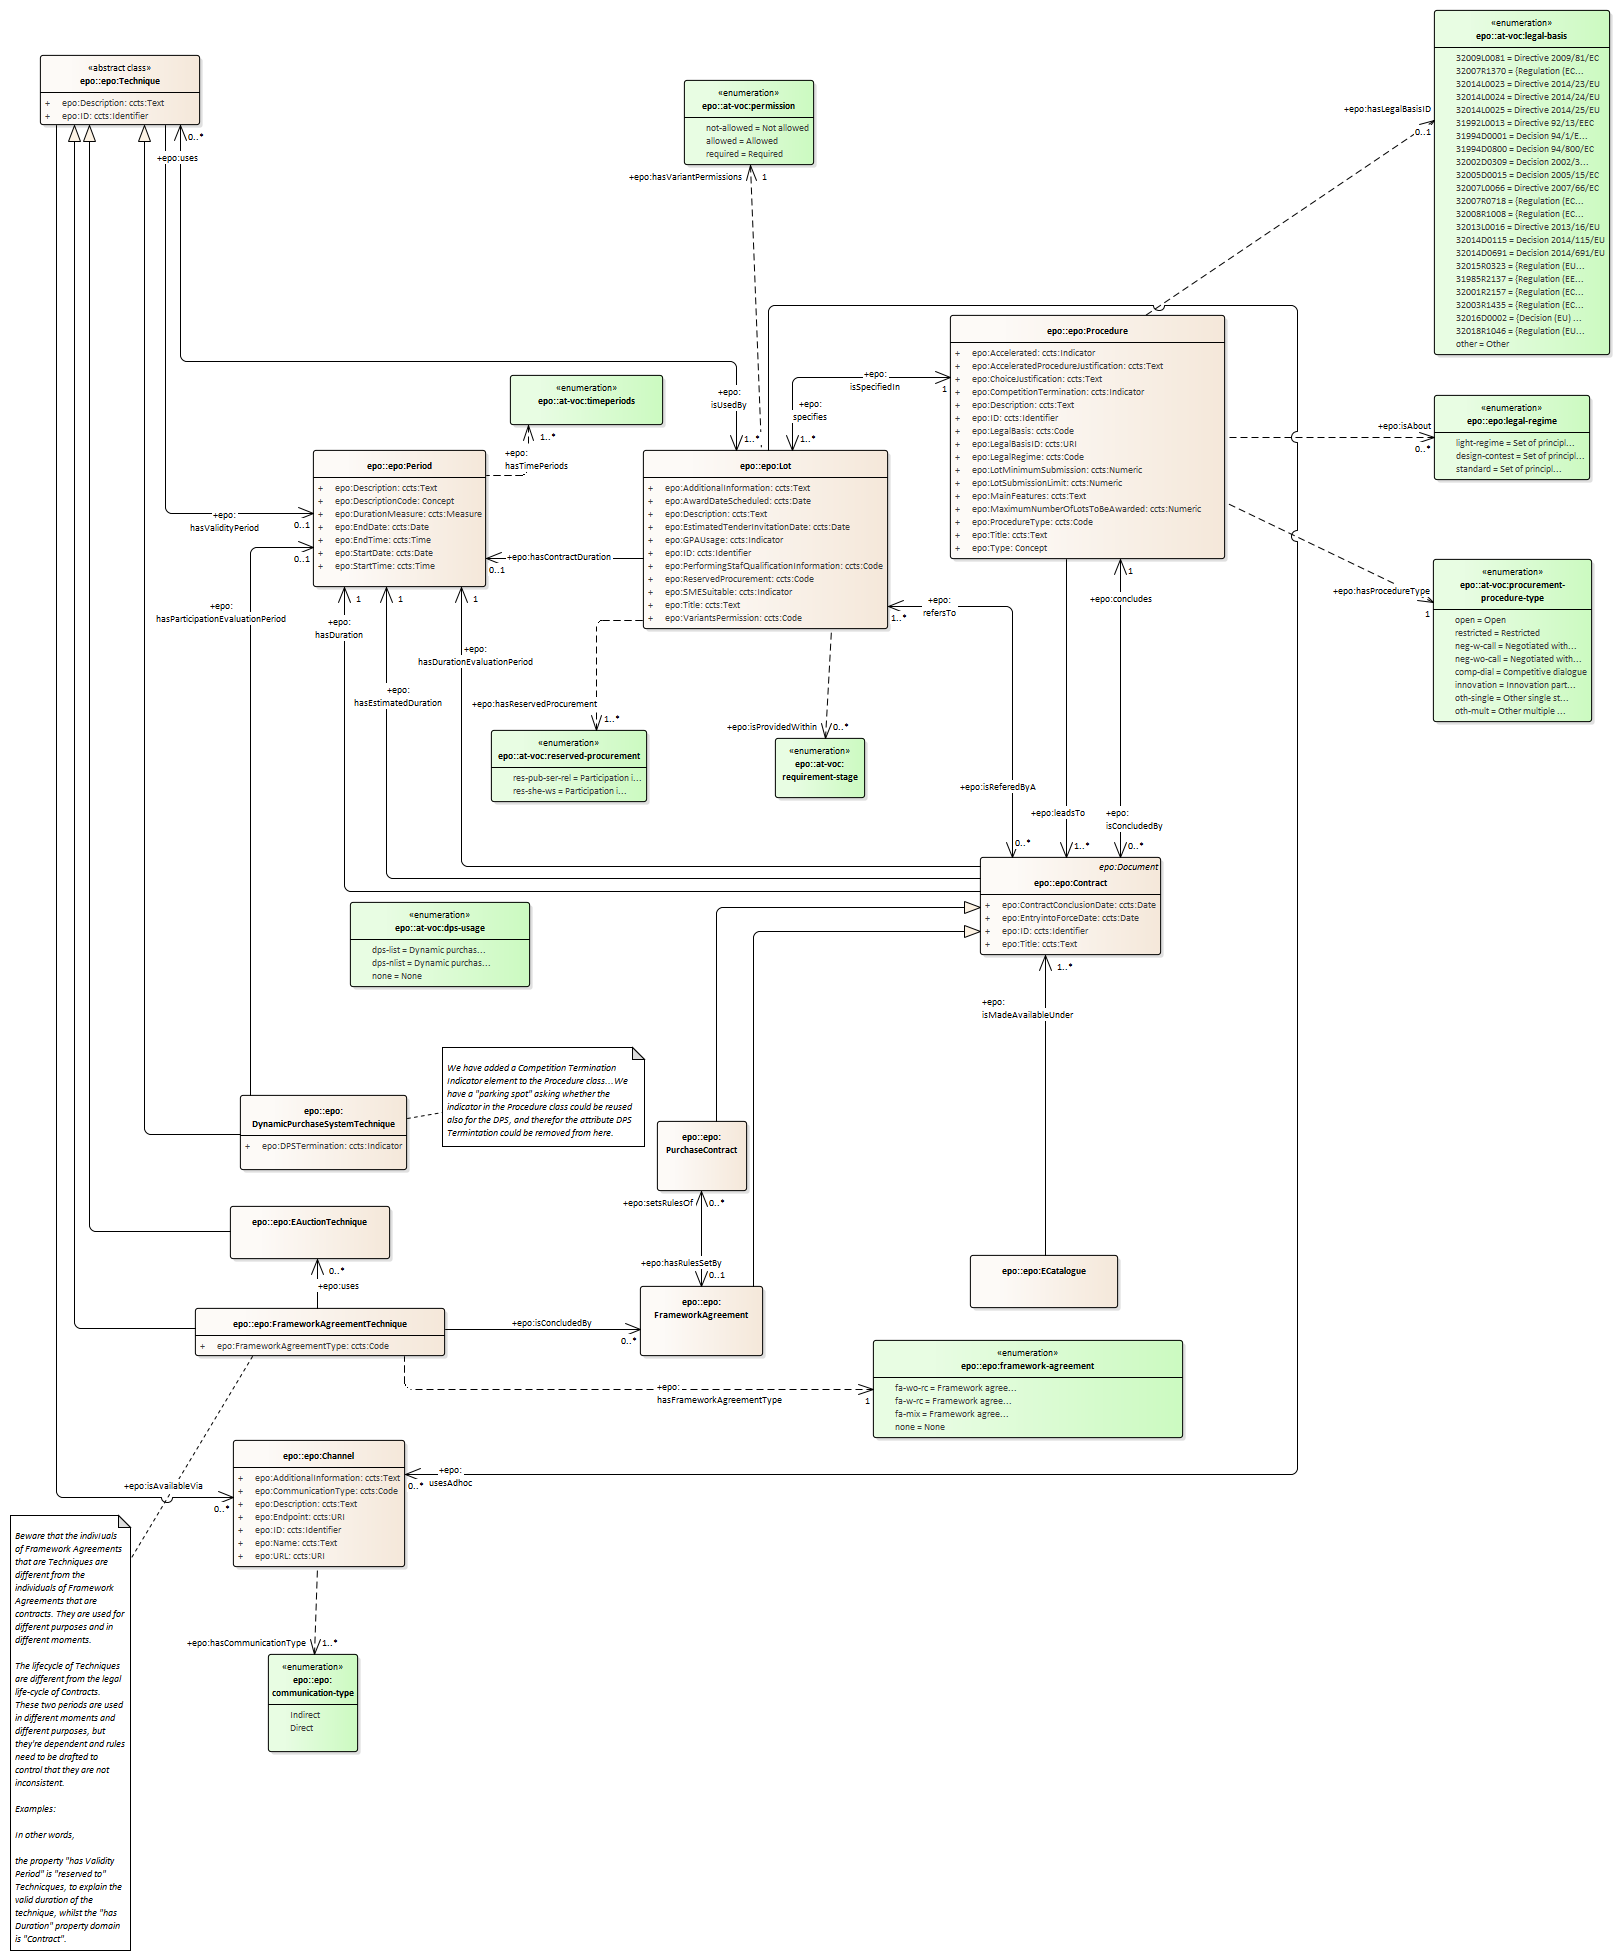 «abstract class»
epo::epo:Technique
+ epo:Description: ccts:Text
+ epo:ID: ccts:Identifier
0..*
+epo:uses
«enumeration»
epo::at-voc:permission
not-allowed = Not allowed
allowed = Allowed
required = Required
+epo:hasVariantPermissions
1
«enumeration»
epo::at-voc:legal-basis
32009L0081 = Directive 2009/81/EC
32007R1370 = {Regulation (EC...
32014L0023 = Directive 2014/23/EU
32014L0024 = Directive 2014/24/EU
32014L0025 = Directive 2014/25/EU
31992L0013 = Directive 92/13/EEC
31994D0001 = Decision 94/1/E...
31994D0800 = Decision 94/800/EC
32002D0309 = Decision 2002/3...
32005D0015 = Decision 2005/15/EC
32007L0066 = Directive 2007/66/EC
32007R0718 = {Regulation (EC...
32008R1008 = {Regulation (EC...
32013L0016 = Directive 2013/16/EU
32014D0115 = Decision 2014/115/EU
32014D0691 = Decision 2014/691/EU
32015R0323 = {Regulation (EU...
31985R2137 = {Regulation (EE...
32001R2157 = {Regulation (EC...
32003R1435 = {Regulation (EC...
32016D0002 = {Decision (EU) ...
32018R1046 = {Regulation (EU...
other = Other
+epo:hasLegalBasisID
0..1
epo::epo:Procedure
+ epo:Accelerated: ccts:Indicator
+ epo:AcceleratedProcedureJustification: ccts:Text
+ epo:ChoiceJustification: ccts:Text
+ epo:CompetitionTermination: ccts:Indicator
+ epo:Description: ccts:Text
+ epo:ID: ccts:Identifier
+ epo:LegalBasis: ccts:Code
+ epo:LegalBasisID: ccts:URI
+ epo:LegalRegime: ccts:Code
+ epo:LotMinimumSubmission: ccts:Numeric
+ epo:LotSubmissionLimit: ccts:Numeric
+ epo:MainFeatures: ccts:Text
+ epo:MaximumNumberOfLotsToBeAwarded: ccts:Numeric
+ epo:ProcedureType: ccts:Code
+ epo:Title: ccts:Text
+ epo:Type: Concept
+epo:
isSpecifiedIn
1
+epo:
specifies
1..*
+epo:
isUsedBy
1..*
«enumeration»
epo::at-voc:timeperiods
1..*
+epo:
hasTimePeriods
«enumeration»
epo::epo:legal-regime
light-regime = Set of principl...
design-contest = Set of principl...
standard = Set of principl...
+epo:isAbout
0..*
epo::epo:Period
+ epo:Description: ccts:Text
+ epo:DescriptionCode: Concept
+ epo:DurationMeasure: ccts:Measure
+ epo:EndDate: ccts:Date
+ epo:EndTime: ccts:Time
+ epo:StartDate: ccts:Date
+ epo:StartTime: ccts:Time
+epo:
hasValidityPeriod
0..1
0..1
epo::epo:Lot
+ epo:AdditionalInformation: ccts:Text
+ epo:AwardDateScheduled: ccts:Date
+ epo:Description: ccts:Text
+ epo:EstimatedTenderInvitationDate: ccts:Date
+ epo:GPAUsage: ccts:Indicator
+ epo:ID: ccts:Identifier
+ epo:PerformingStafQualificationInformation: ccts:Code
+ epo:ReservedProcurement: ccts:Code
+ epo:SMESuitable: ccts:Indicator
+ epo:Title: ccts:Text
+ epo:VariantsPermission: ccts:Code
+epo:hasContractDuration
0..1
«enumeration»
epo::at-voc:procurement-
procedure-type
open = Open
restricted = Restricted
neg-w-call = Negotiated with...
neg-wo-call = Negotiated with...
comp-dial = Competitive dialogue
innovation = Innovation part...
oth-single = Other single st...
oth-mult = Other multiple ...
+epo:hasProcedureType
1
+epo:
hasParticipationEvaluationPeriod
1
+epo:
hasDuration
1
+epo:
hasEstimatedDuration
1
+epo:
hasDurationEvaluationPeriod
1..*
+epo:
refersTo
1
+epo:concludes
+epo:hasReservedProcurement
1..*
«enumeration»
epo::at-voc:reserved-procurement
res-pub-ser-rel = Participation i...
res-she-ws = Participation i...
+epo:isProvidedWithin
0..*
«enumeration»
epo::at-voc:
requirement-stage
+epo:isReferedByA
0..*
+epo:leadsTo
1..*
+epo:
isConcludedBy
0..*
epo:Document
epo::epo:Contract
+ epo:ContractConclusionDate: ccts:Date
+ epo:EntryintoForceDate: ccts:Date
+ epo:ID: ccts:Identifier
+ epo:Title: ccts:Text
«enumeration»
epo::at-voc:dps-usage
dps-list = Dynamic purchas...
dps-nlist = Dynamic purchas...
none = None
1..*
+epo:
isMadeAvailableUnder
We have added a Competition Termination
Indicator element to the Procedure class...We
have a "parking spot" asking whether the
indicator in the Procedure class could be reused
also for the DPS, and therefor the attribute DPS
Termintation could be removed from here.
epo::epo:
DynamicPurchaseSystemTechnique
+ epo:DPSTermination: ccts:Indicator
epo::epo:
PurchaseContract
+epo:setsRulesOf
0..*
epo::epo:EAuctionTechnique
0..*
+epo:uses
+epo:hasRulesSetBy
0..1
epo::epo:
FrameworkAgreement
epo::epo:ECatalogue
epo::epo:FrameworkAgreementTechnique
+ epo:FrameworkAgreementType: ccts:Code
+epo:isConcludedBy
0..*
«enumeration»
epo::epo:framework-agreement
fa-wo-rc = Framework agree...
fa-w-rc = Framework agree...
fa-mix = Framework agree...
none = None
+epo:
hasFrameworkAgreementType
1
epo::epo:Channel
+ epo:AdditionalInformation: ccts:Text
+ epo:CommunicationType: ccts:Code
+ epo:Description: ccts:Text
+ epo:Endpoint: ccts:URI
+ epo:ID: ccts:Identifier
+ epo:Name: ccts:Text
+ epo:URL: ccts:URI
+epo:isAvailableVia
0..*
+epo:
usesAdhoc
0..*
+epo:hasCommunicationType
1..*
«enumeration»
epo::epo:
communication-type
Indirect
Direct
Beware that the indiviuals
of Framework Agreements
that are Techniques are
different from the
individuals of Framework
Agreements that are
contracts. They are used for
different purposes and in
different moments.
The lifecycle of Techniques
are different from the legal
life-cycle of Contracts.
These two periods are used
in different moments and
different purposes, but
they're dependent and rules
need to be drafted to
control that they are not
inconsistent.
Examples:
In other words,
the property "has Validity
Period" is "reserved to"
Technicques, to explain the
valid duration of the
technique, whilst the "has
Duration" property domain
is "Contract".